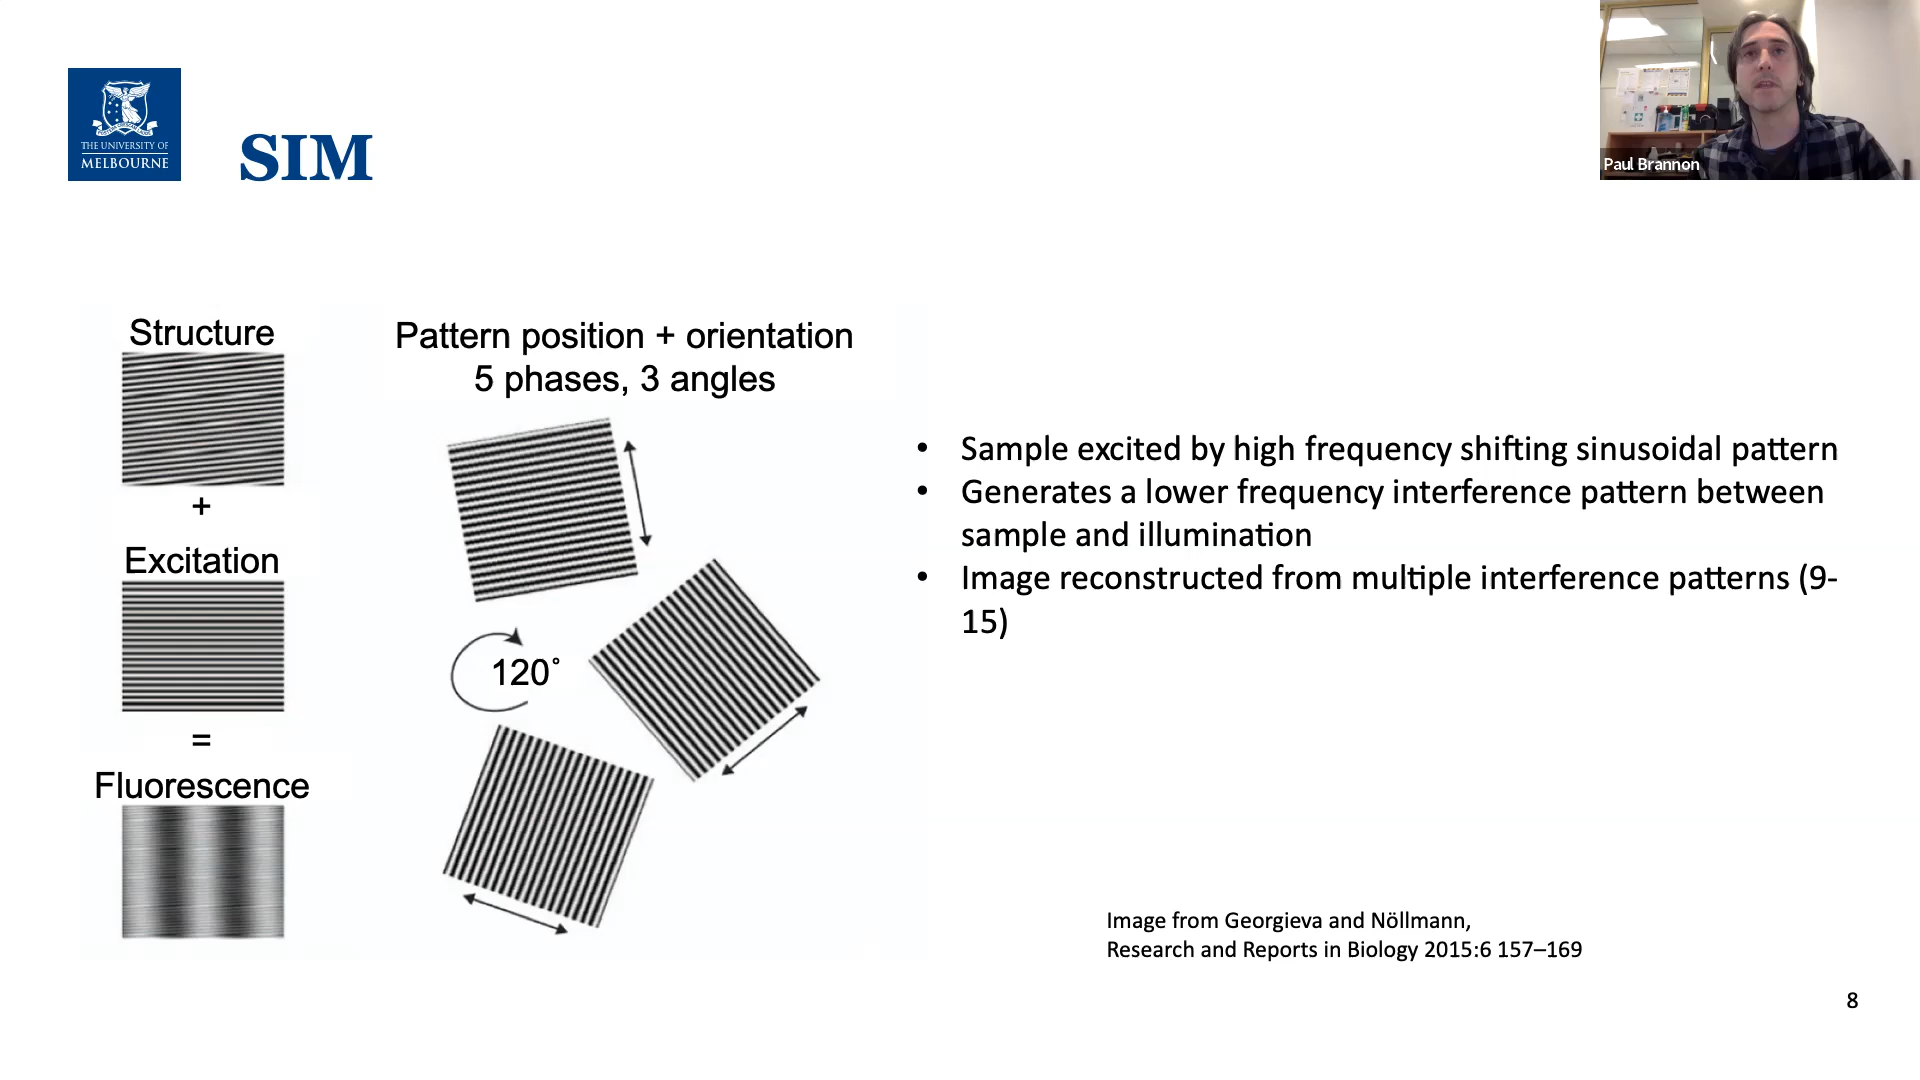 THE UNIVERSITY OF
MELBOURNE
SIM
Paul Brannon
Structure
+
Excitation
=
Fluorescence
Pattern position + orientation
5 phases, 3 angles
120°
• Sample excited by high frequency shifting sinusoidal pattern
• Generates a lower frequency interference pattern between
sample and illumination
• Image reconstructed from multiple interference patterns (9-
15)
Image from Georgieva and Nöllmann,
Research and Reports in Biology 2015:6 157–169
8